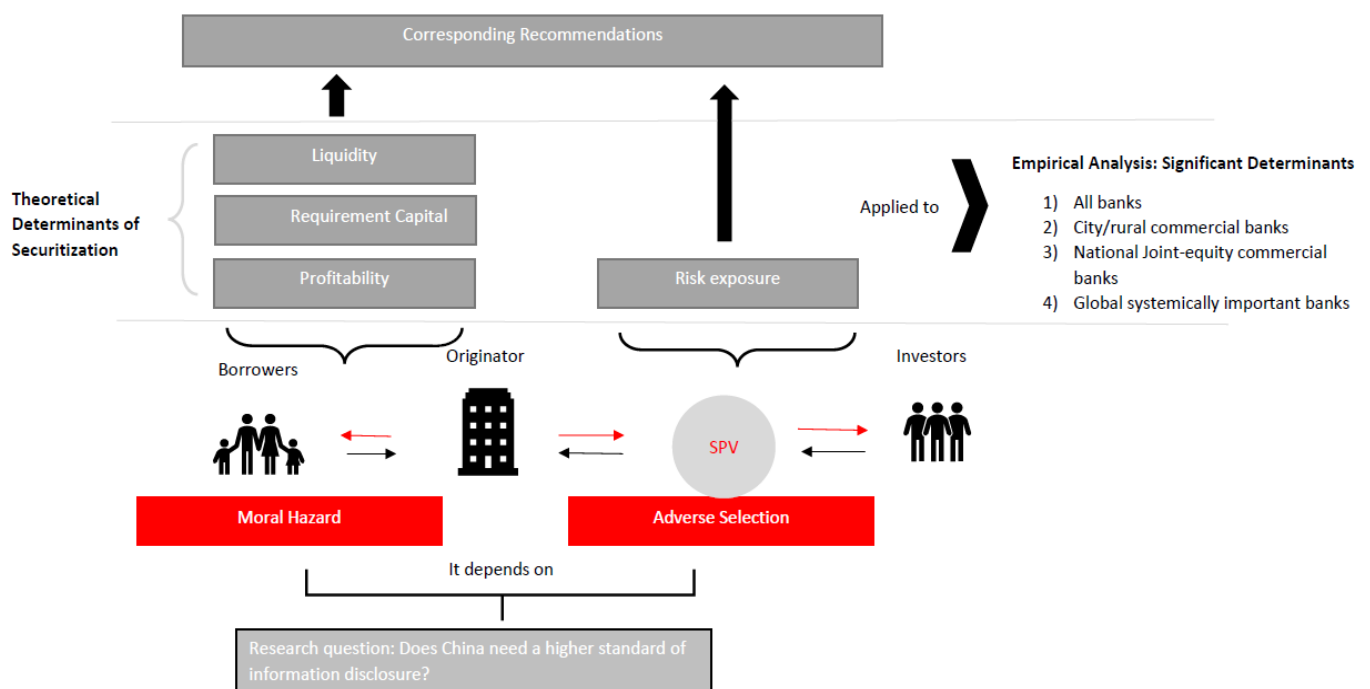 Corresponding Recommendations
Liquidity
Requirement Capital
Profitability
Theoretical
Determinants of
Securitization
Risk exposure
Applied to
Empirical Analysis: Significant Determinants
1) All banks
2) City/rural commercial banks
3) National Joint-equity commercial
banks
4) Global systemically important banks
Borrowers
Originator
Investors
SPV
Moral Hazard
Adverse Selection
It depends on
Research question: Does China need a higher standard of
information disclosure?